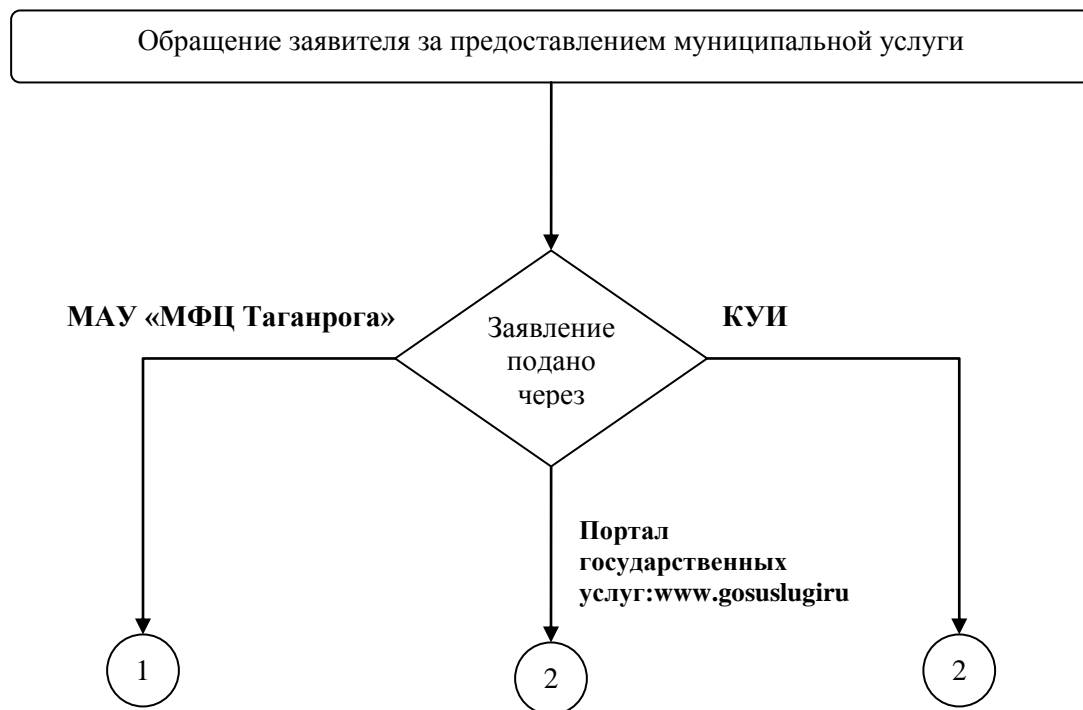 Обращение заявителя за предоставлением муниципальной услуги
МАУ «МФЦ Таганрога»
КУИ
Заявление
подано
через
Портал
государственных
услуг:www.gosuslugiru
1
2
2